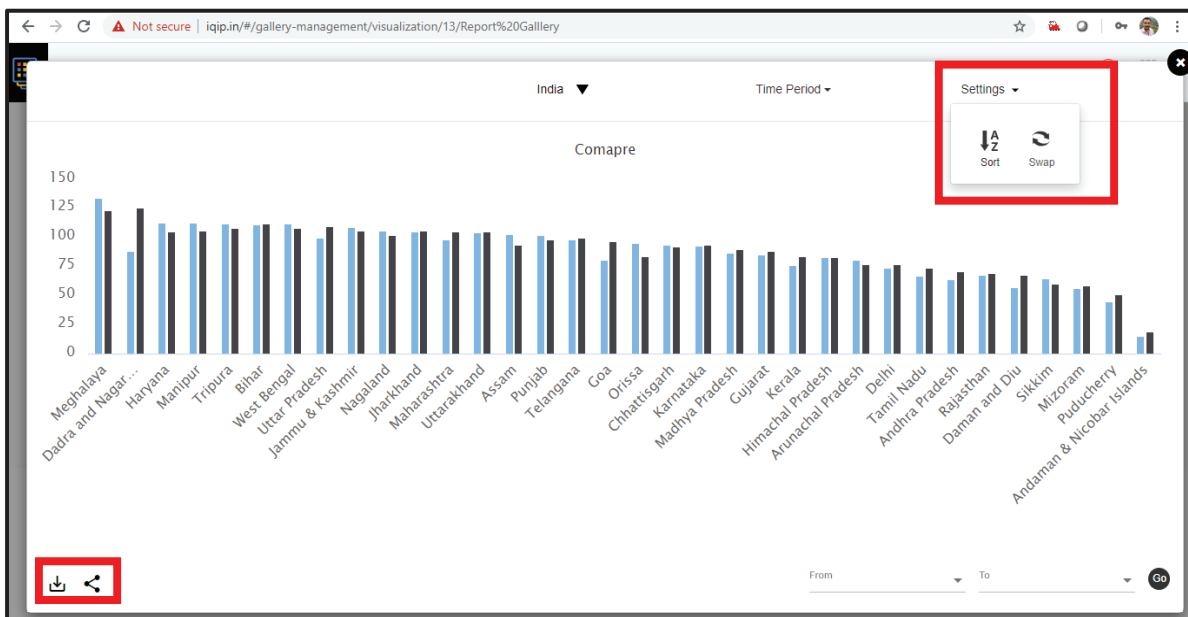 Not secure | iqip.in/#/gallery-management/visualization/13/Report%20Galllery
India
Time Period
Settings
A
Z
Sort
Swap
Comapre
150
125
100
75
50
25
0
Meghalaya
Dadra and Nagar...
Haryana
Manipur
Tripura
Bihar
West Bengal
Uttar Pradesh
Jammu & Kashmir
Nagaland
Jharkhand
Maharashtra
Uttarakhand
Assam
Punjab
Telangana
Goa
Orissa
Chhattisgarh
Karnataka
Madhya Pradesh
Gujarat
Kerala
Himachal Pradesh
Arunachal Pradesh
Delhi
Tamil Nadu
Andhra Pradesh
Rajasthan
Daman and Diu
Sikkim
Mizoram
Puducherry
Andaman & Nicobar Islands
From
To
Go